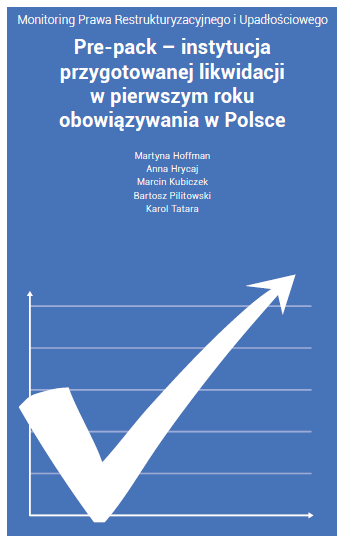 Monitoring Prawa Restrukturyzacyjnego i Upadłościowego
Pre-pack – instytucja
przygotowanej likwidacji
w pierwszym roku
obowiązywania w Polsce
Martyna Hoffman
Anna Hrycaj
Marcin Kubiczek
Bartosz Pilitowski
Karol Tatara